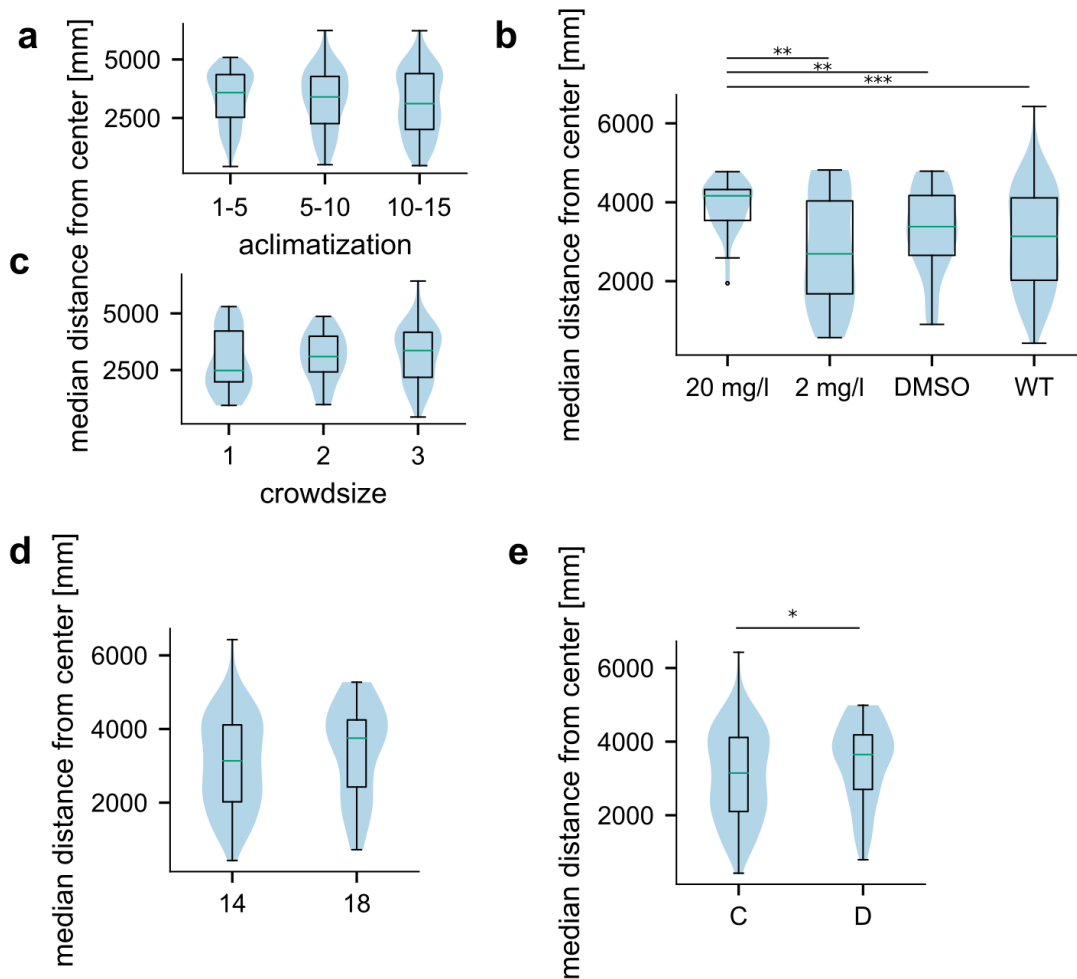 a
median distance from center [mm]
5000
2500
1-5 5-10 10-15
aclimatization
b
median distance from center [mm]
**
**
***
6000
4000
2000
20 mg/l 2 mg/l DMSO WT
c
5000
2500
1 2 3
crowdsize
d
median distance from center [mm]
6000
4000
2000
14 18
e
median distance from center [mm]
*
6000
4000
2000
C D